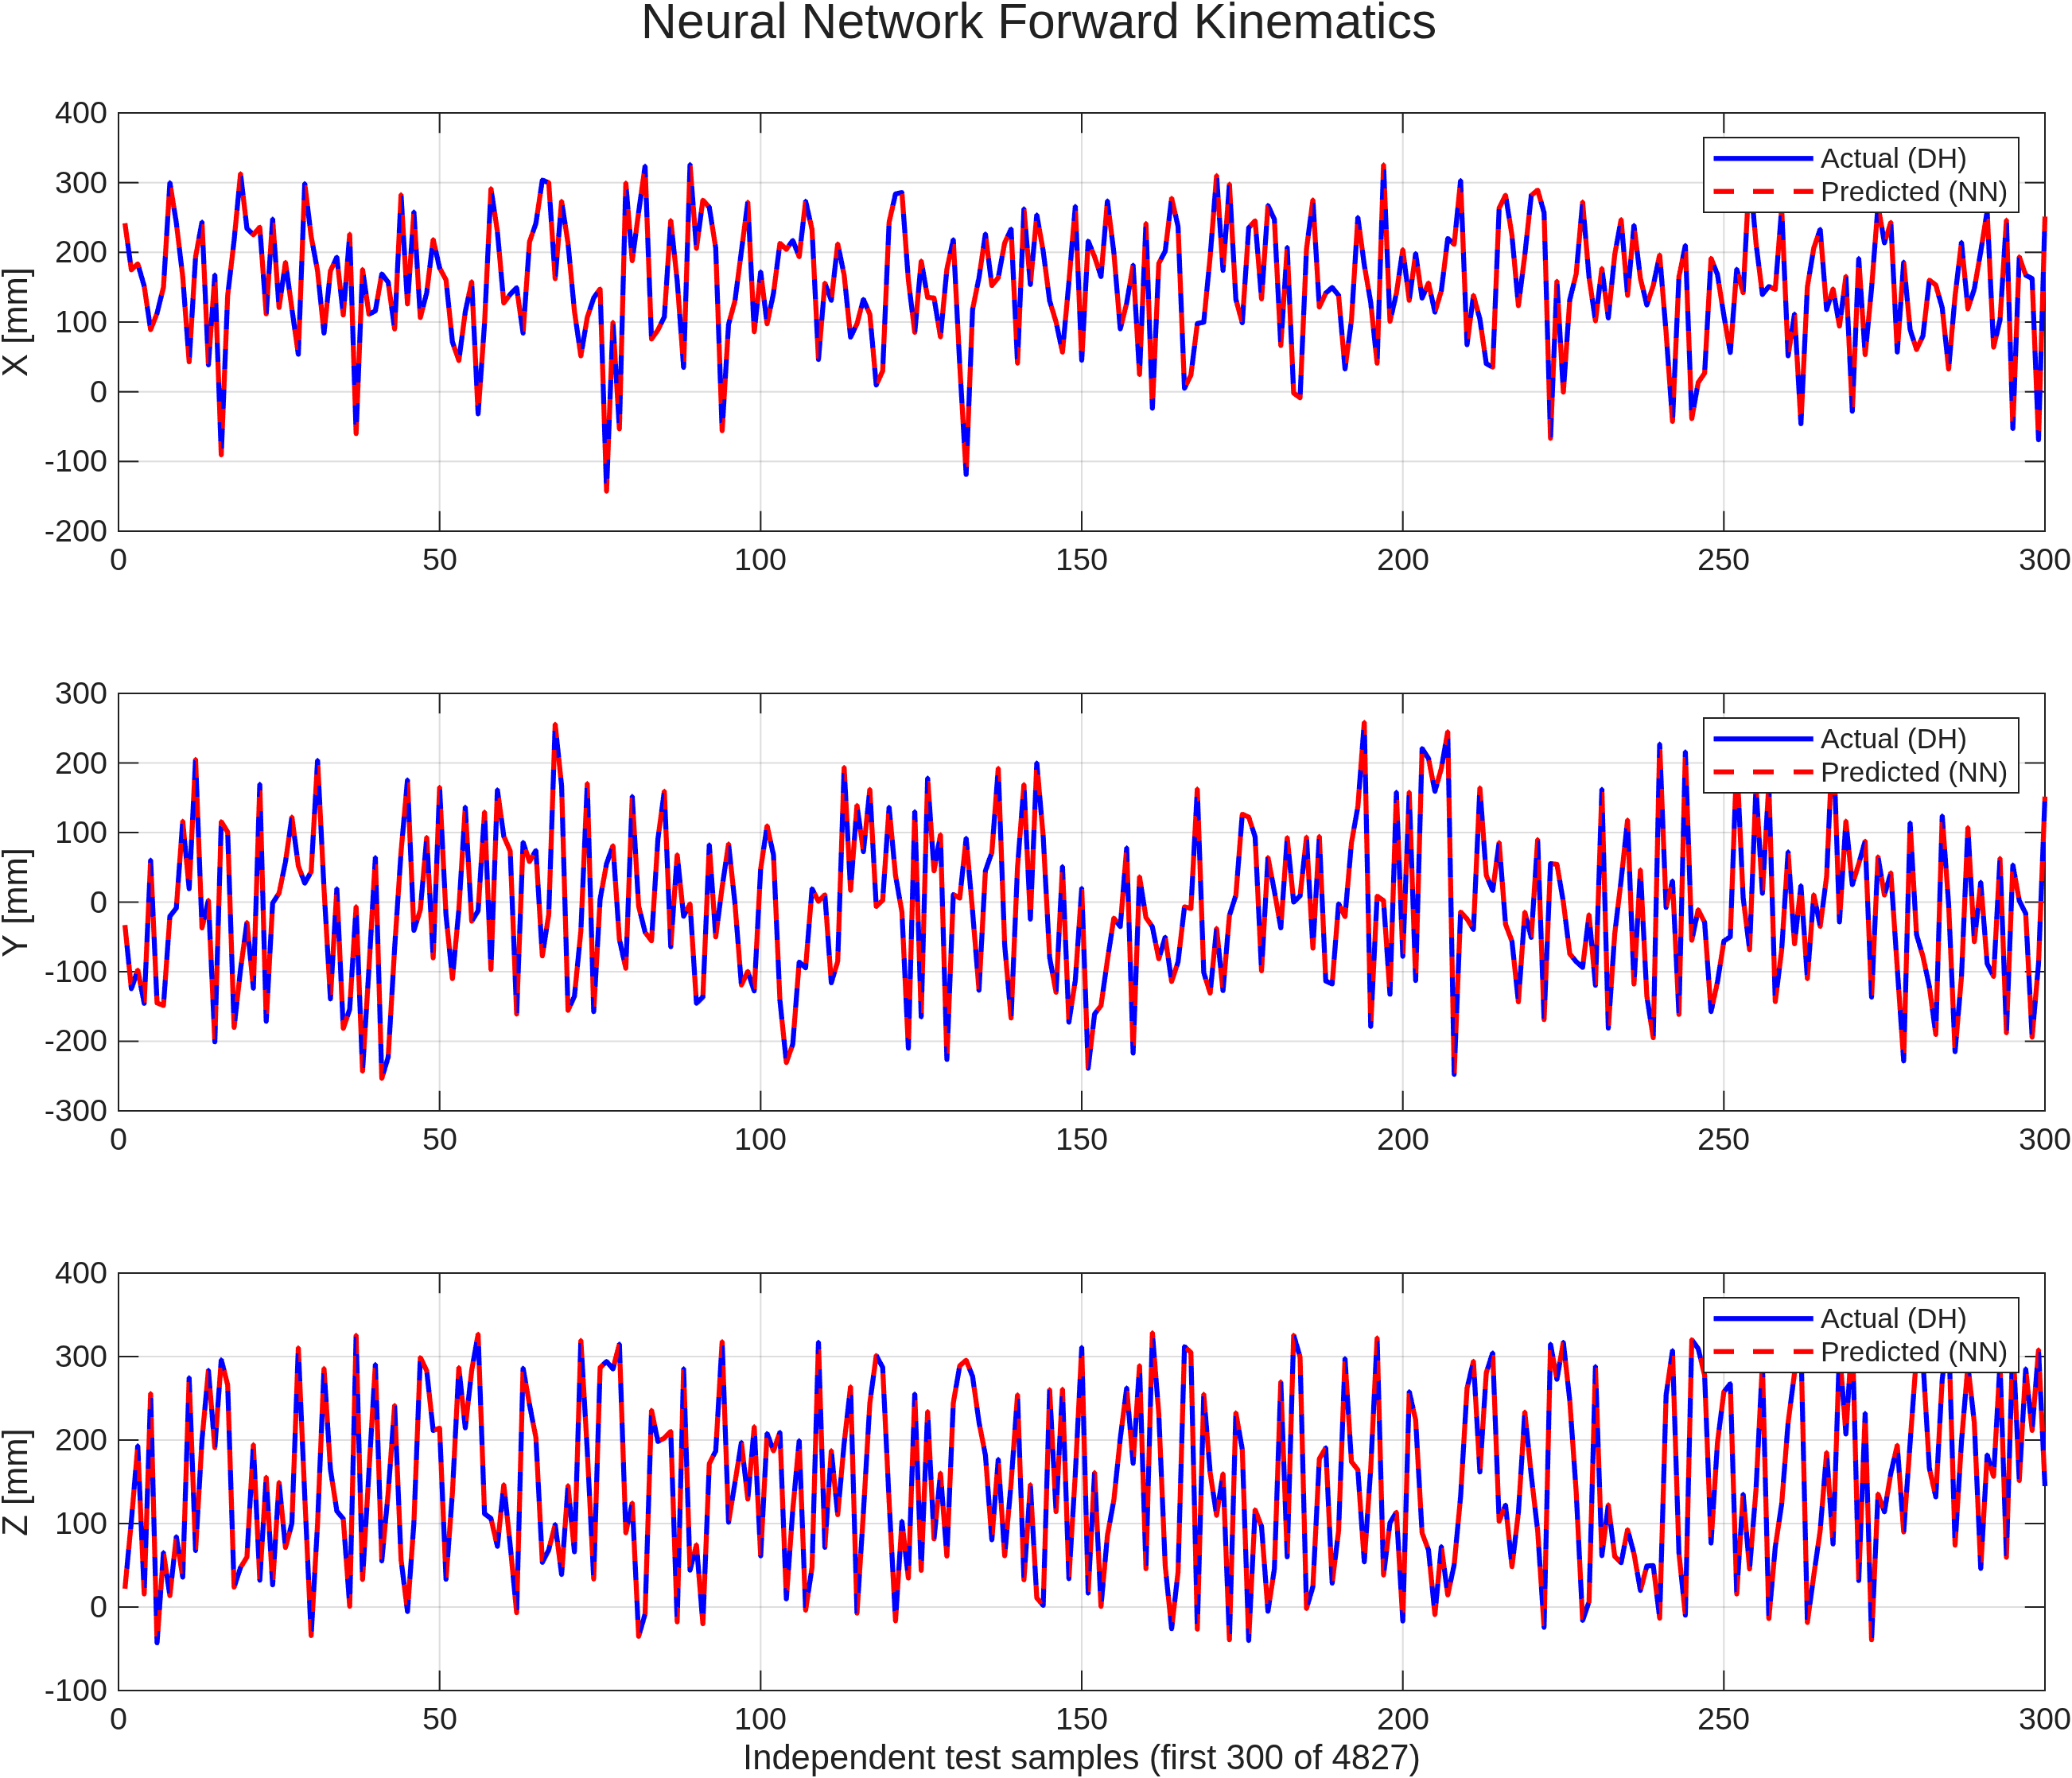 Neural Network Forward Kinematics
400
300
200
100
0
-100
-200
X [mm]
Actual (DH)
Predicted (NN)
0 50 100 150 200 250 300
300
200
100
0
-100
-200
-300
Y [mm]
Actual (DH)
Predicted (NN)
0 50 100 150 200 250 300
400
300
200
100
0
-100
Z [mm]
Actual (DH)
Predicted (NN)
0 50 100 150 200 250 300
Independent test samples (first 300 of 4827)